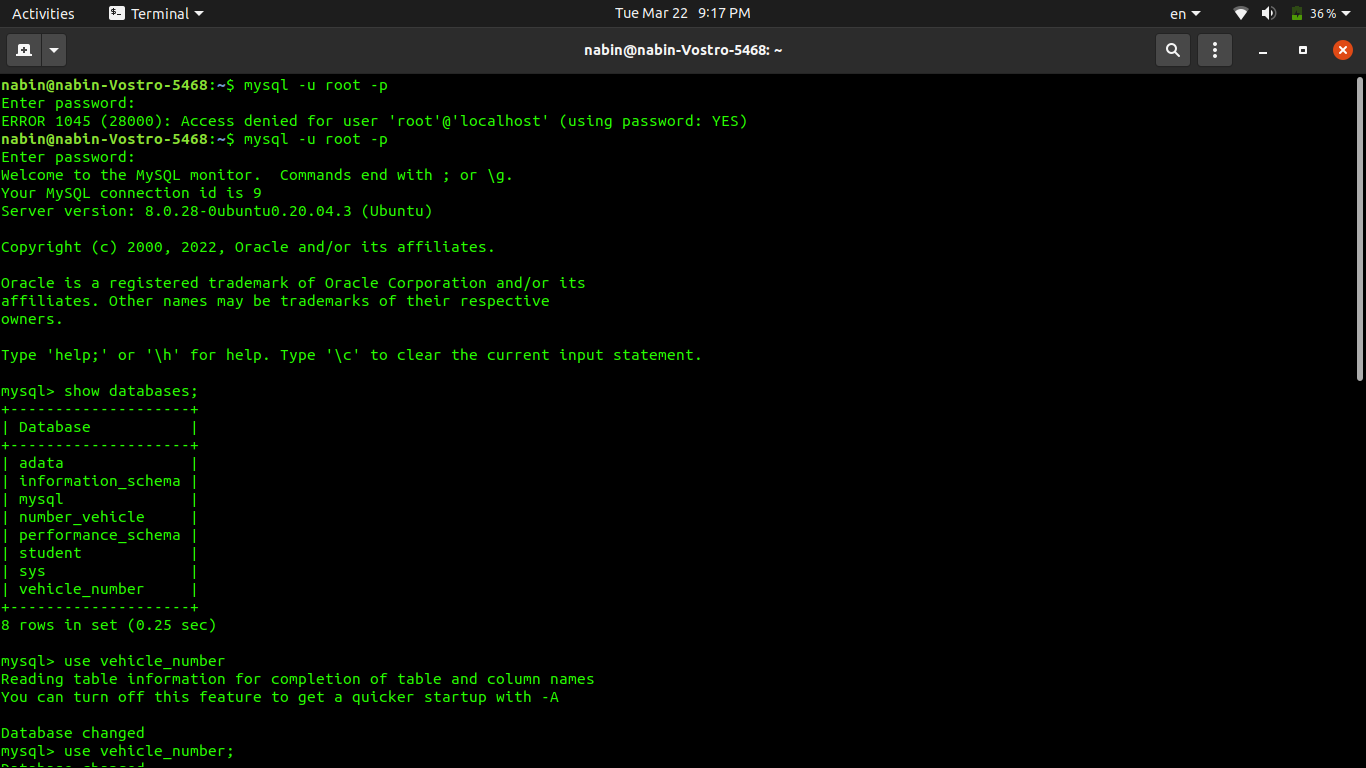 Activities Terminal Tue Mar 22 9:17 PM en 36 %
nabin@nabin-Vostro-5468: ~
nabin@nabin-Vostro-5468:~$ mysql -u root -p
Enter password:
ERROR 1045 (28000): Access denied for user 'root'@'localhost' (using password: YES)
nabin@nabin-Vostro-5468:~$ mysql -u root -p
Enter password:
Welcome to the MySQL monitor.  Commands end with ; or \g.
Your MySQL connection id is 9
Server version: 8.0.28-0ubuntu0.20.04.3 (Ubuntu)
Copyright (c) 2000, 2022, Oracle and/or its affiliates.
Oracle is a registered trademark of Oracle Corporation and/or its
affiliates. Other names may be trademarks of their respective
owners.
Type 'help;' or '\h' for help. Type '\c' to clear the current input statement.
mysql> show databases;
+--------------------+
| Database           |
+--------------------+
| adata              |
| information_schema |
| mysql              |
| number_vehicle     |
| performance_schema |
| student            |
| sys                |
| vehicle_number     |
+--------------------+
8 rows in set (0.25 sec)
mysql> use vehicle_number
Reading table information for completion of table and column names
You can turn off this feature to get a quicker startup with -A
Database changed
mysql> use vehicle_number;
Database changed